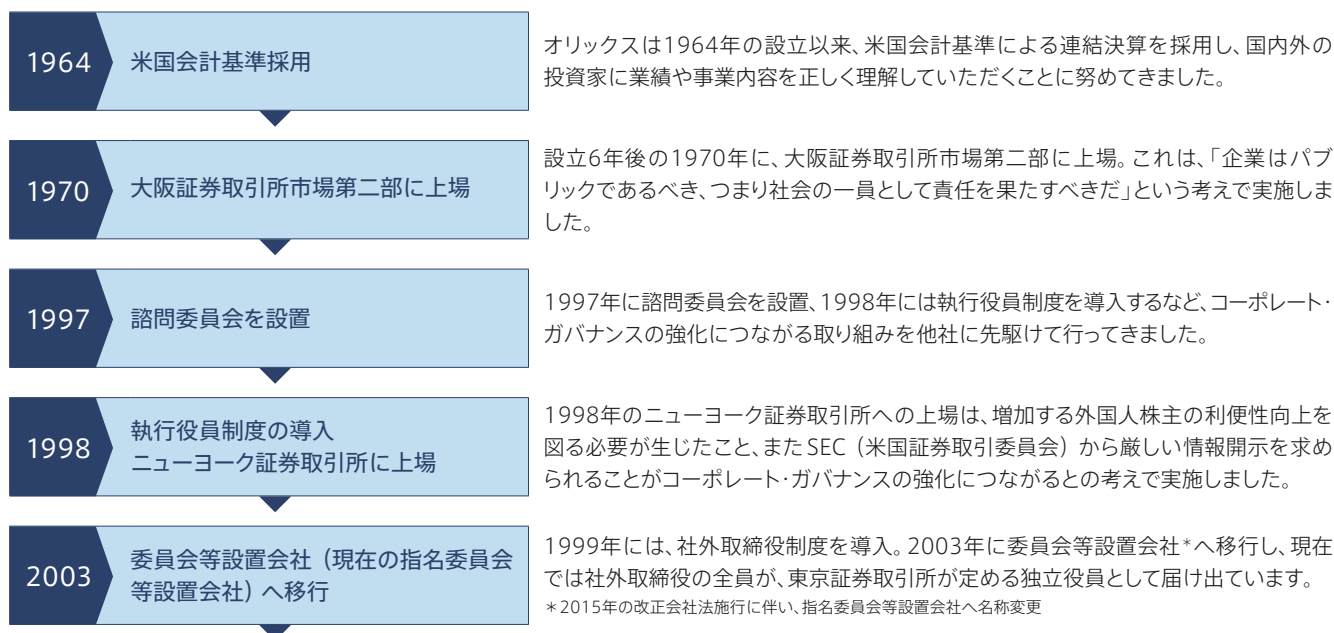 1964
米国会計基準採用
オリックスは1964年の設立以来、米国会計基準による連結決算を採用し、国内外の
投資家に業績や事業内容を正しく理解していただくことに努めてきました。
1970
大阪証券取引所市場第二部に上場
設立6年後の1970年に、大阪証券取引所市場第二部に上場。これは、「企業はパブ
リックであるべき、つまり社会の一員として責任を果たすべきだ」という考えで実施しま
した。
1997
諮問委員会を設置
1997年に諮問委員会を設置、1998年には執行役員制度を導入するなど、コーポレート・
ガバナンスの強化につながる取り組みを他社に先駆けて行ってきました。
1998
執行役員制度の導入
ニューヨーク証券取引所に上場
1998年のニューヨーク証券取引所への上場は、増加する外国人株主の利便性向上を
図る必要が生じたこと、またSEC（米国証券取引委員会）から厳しい情報開示を求め
られることがコーポレート・ガバナンスの強化につながるとの考えで実施しました。
2003
委員会等設置会社（現在の指名委員会
等設置会社）へ移行
1999年には、社外取締役制度を導入。2003年に委員会等設置会社*へ移行し、現在
では社外取締役の全員が、東京証券取引所が定める独立役員として届け出ています。
＊2015年の改正会社法施行に伴い、指名委員会等設置会社へ名称変更